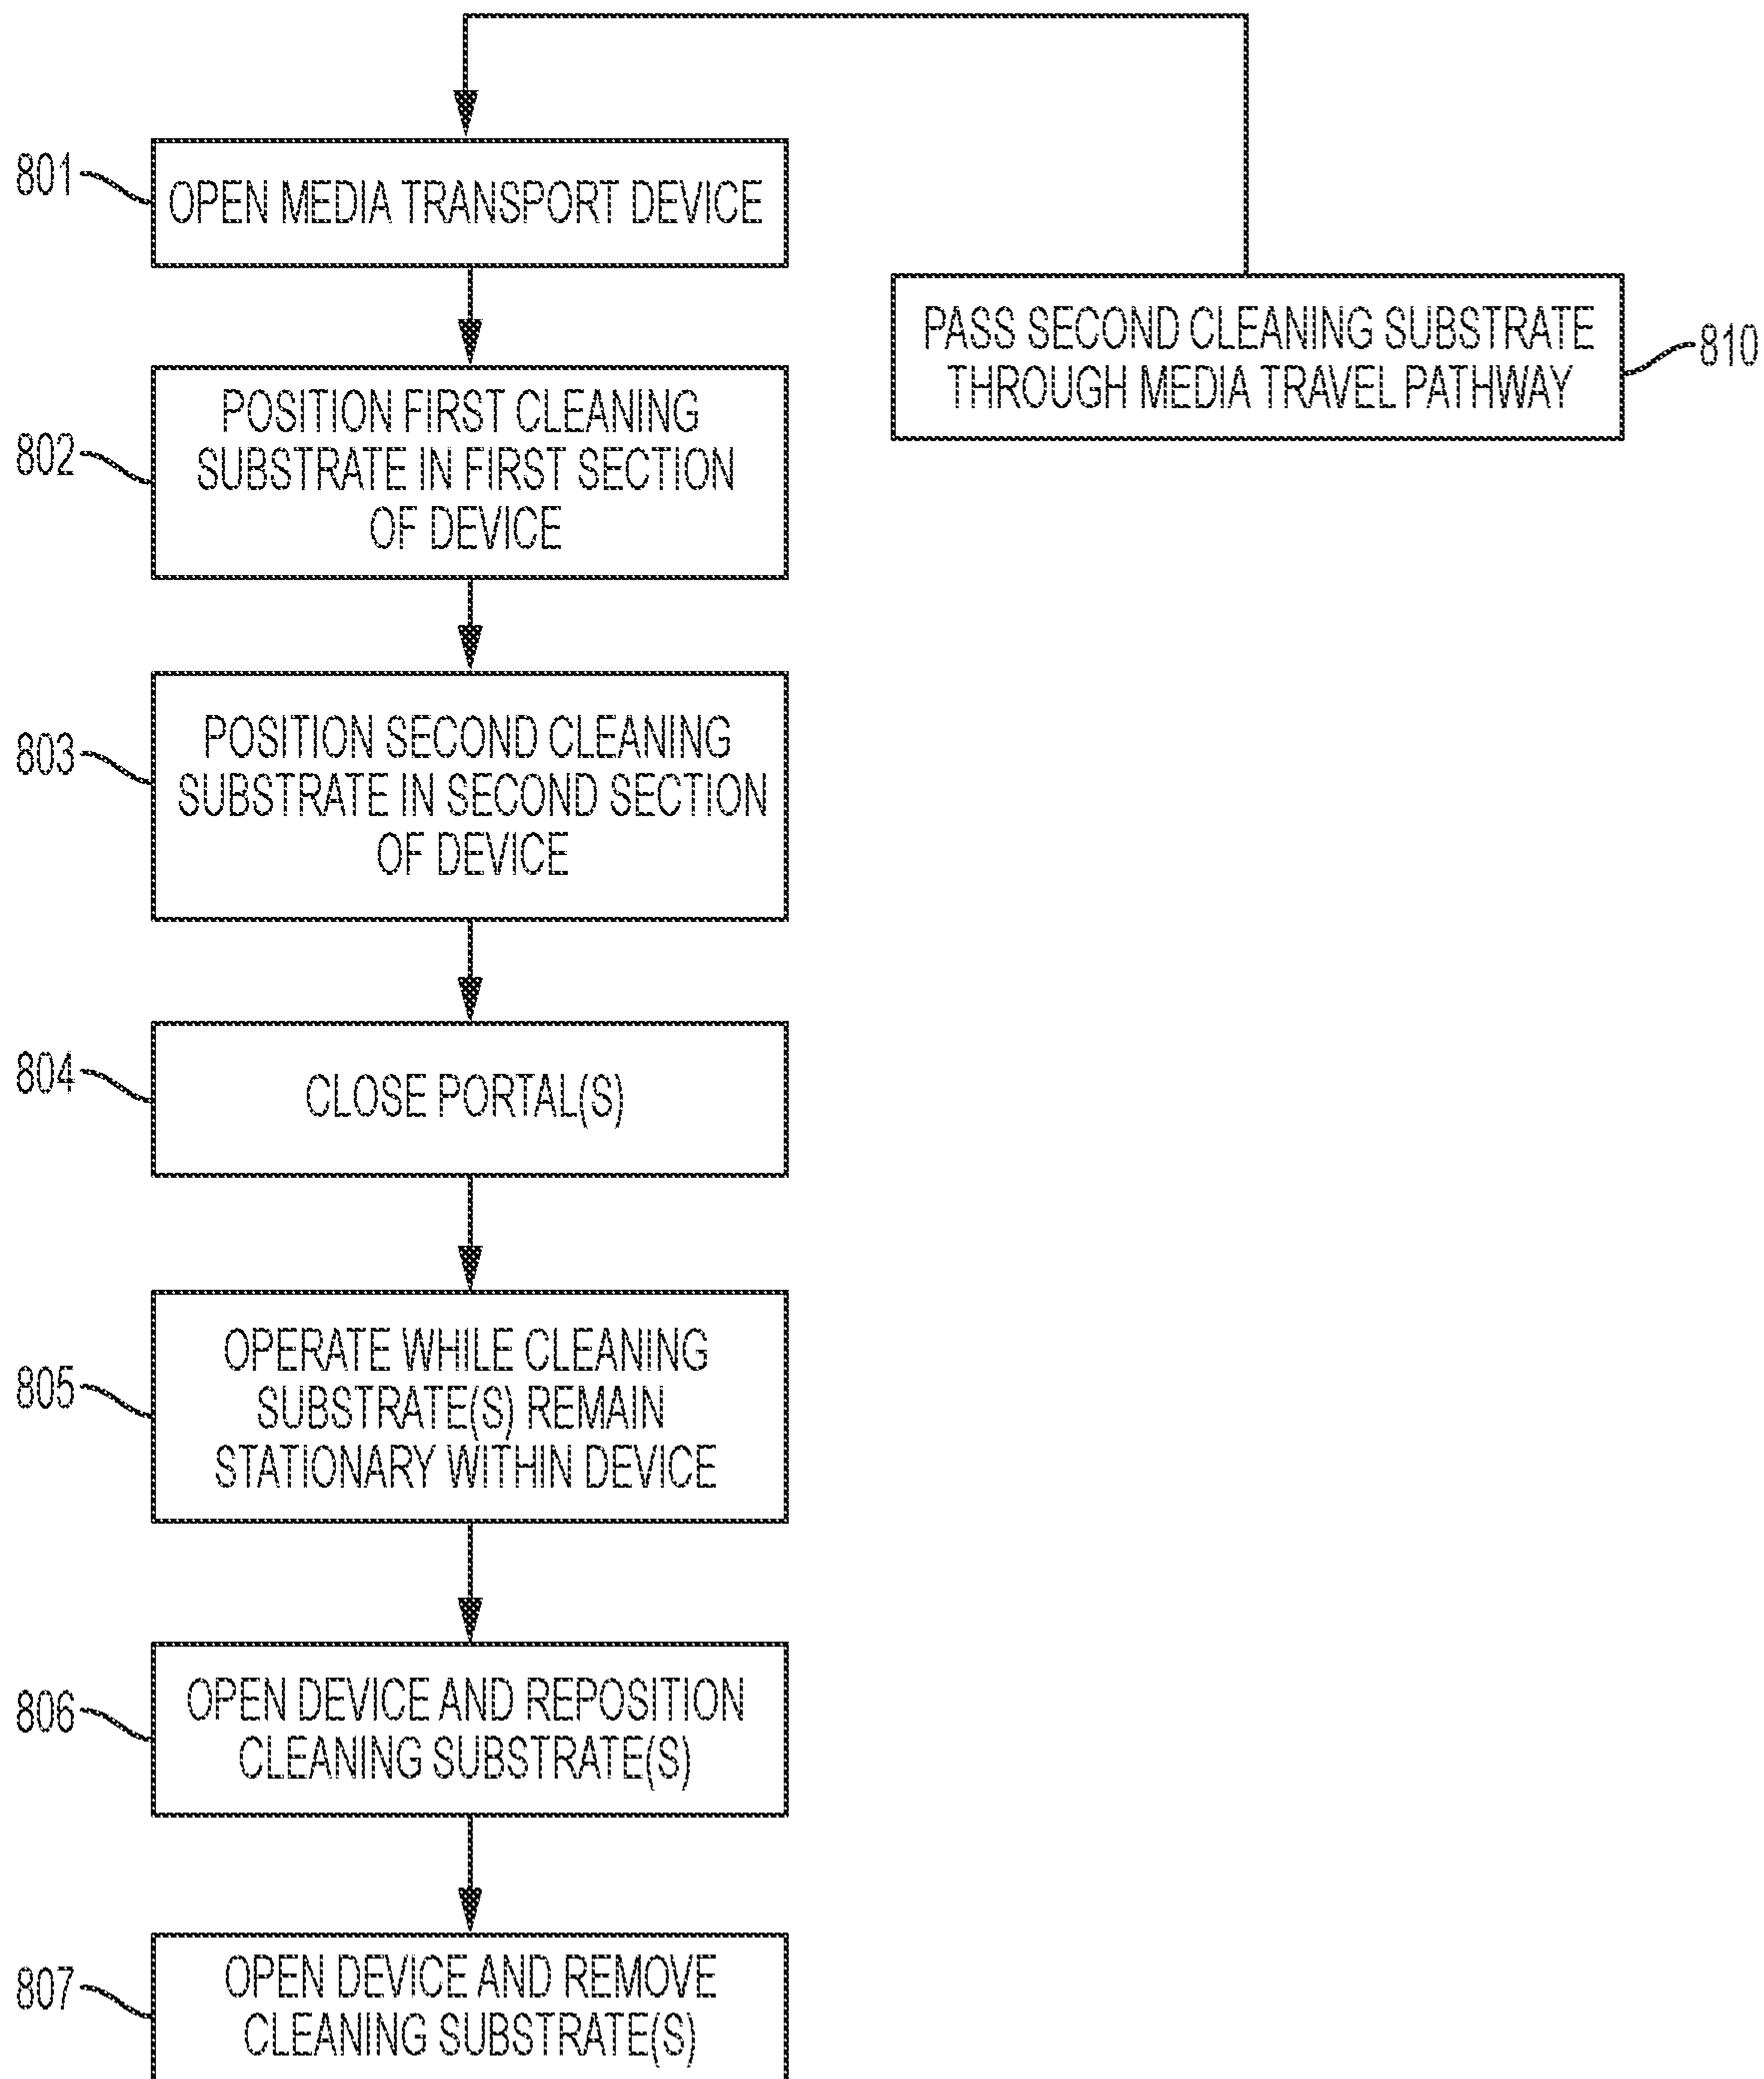 801
OPEN MEDIA TRANSPORT DEVICE
PASS SECOND CLEANING SUBSTRATE
THROUGH MEDIA TRAVEL PATHWAY
810
802
POSITION FIRST CLEANING
SUBSTRATE IN FIRST SECTION
OF DEVICE
803
POSITION SECOND CLEANING
SUBSTRATE IN SECOND SECTION
OF DEVICE
804
CLOSE PORTAL(S)
805
OPERATE WHILE CLEANING
SUBSTRATE(S) REMAIN
STATIONARY WITHIN DEVICE
806
OPEN DEVICE AND REPOSITION
CLEANING SUBSTRATE(S)
807
OPEN DEVICE AND REMOVE
CLEANING SUBSTRATE(S)